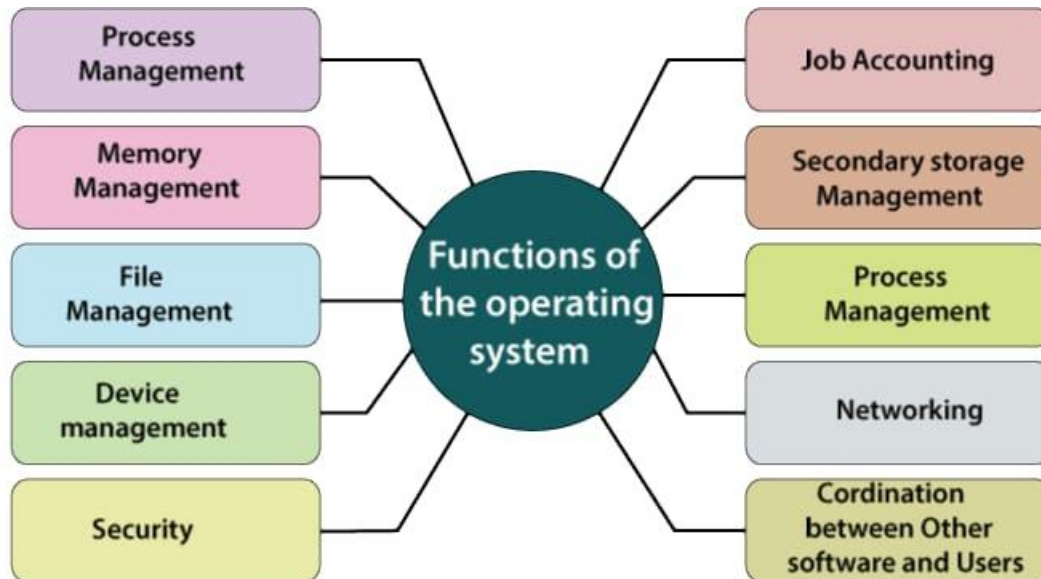 Process
Management
Memory
Management
File
Management
Device
management
Security
Functions of
the operating
system
Job Accounting
Secondary storage
Management
Process
Management
Networking
Cordination
between Other
software and Users